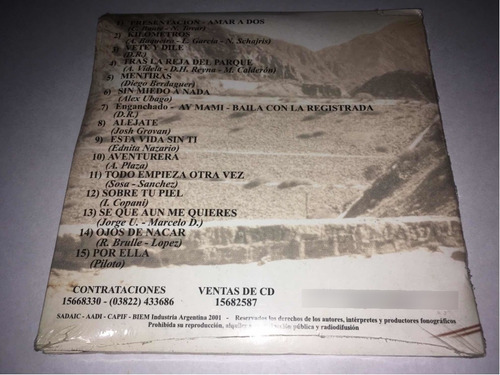 1) PRESENTACION - AMAR A DOS
2) KILOMETROS
(A. Baqueiro - L. García - N. Schajris)
3) VETE Y DILE
(D.R.)
4) TRAS LA REJA DEL PARQUE
(A. Videla - D.H. Reyna - M. Calderón)
5) MENTIRAS
(Diego Berdaguer)
6) SIN MIEDO A NADA
(Alex Ubago)
7) Enganchado - AY MAMI - BAILA CON LA REGISTRADA
(D.R.)
8) ALEJATE
(Josh Grovan)
9) ESTA VIDA SIN TI
(Ednita Nazario)
10) AVENTURERA
(A. Plaza)
11) TODO EMPIEZA OTRA VEZ
(Sosa - Sanchez)
12) SOBRE TU PIEL
(I. Copani)
13) SE QUE AUN ME QUIERES
(Jorge U. - Marcelo D.)
14) OJOS DE NACAR
(R. Brulle - Lopez)
15) POR ELLA
(Piloto)
CONTRATACIONES
15668330 - (03822) 433686
VENTAS DE CD
15682587
SADAIC - AADI - CAPIF - BIEM Industria Argentina 2001 - Reservados los derechos de los autores, intérpretes y productores fonográficos
Prohibida su reproducción, pública y radiodifusión